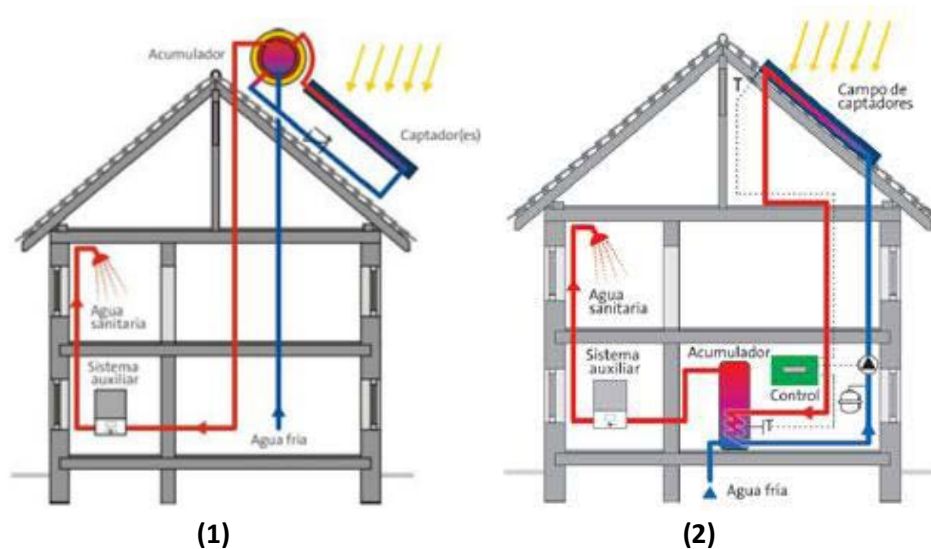 Acumulador
Captador(es)
Agua
sanitaria
Sistema
auxiliar
Agua fría
(1)
Campo de
captadores
T
Agua
sanitaria
Sistema
auxiliar
Acumulador
Control
T
Agua fría
(2)